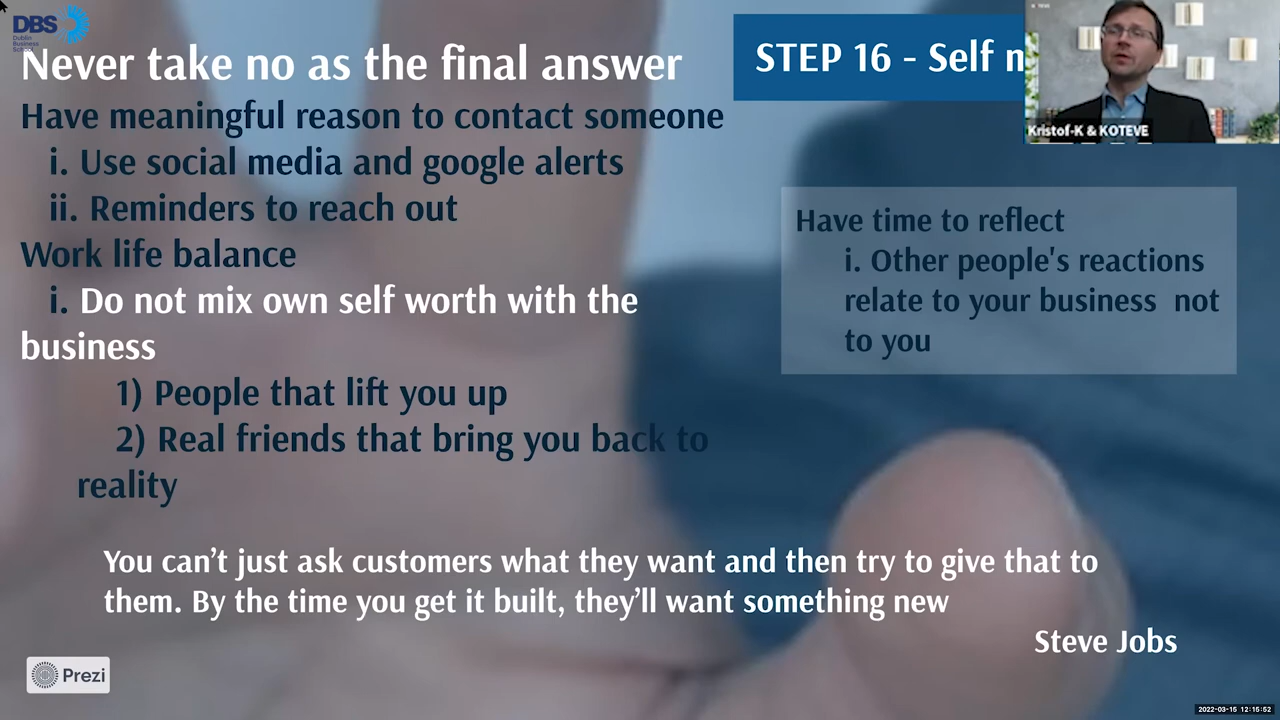 DBS
Dublin
Business
School
Never take no as the final answer
Have meaningful reason to contact someone
i. Use social media and google alerts
ii. Reminders to reach out
Work life balance
i. Do not mix own self worth with the
business
1) People that lift you up
2) Real friends that bring you back to
reality
STEP 16 - Self
Kristof-K & KOTEVE
Have time to reflect
i. Other people's reactions
relate to your business not
to you
You can’t just ask customers what they want and then try to give that to
them. By the time you get it built, they’ll want something new
Steve Jobs
Prezi
2022-03-15 12:15:52